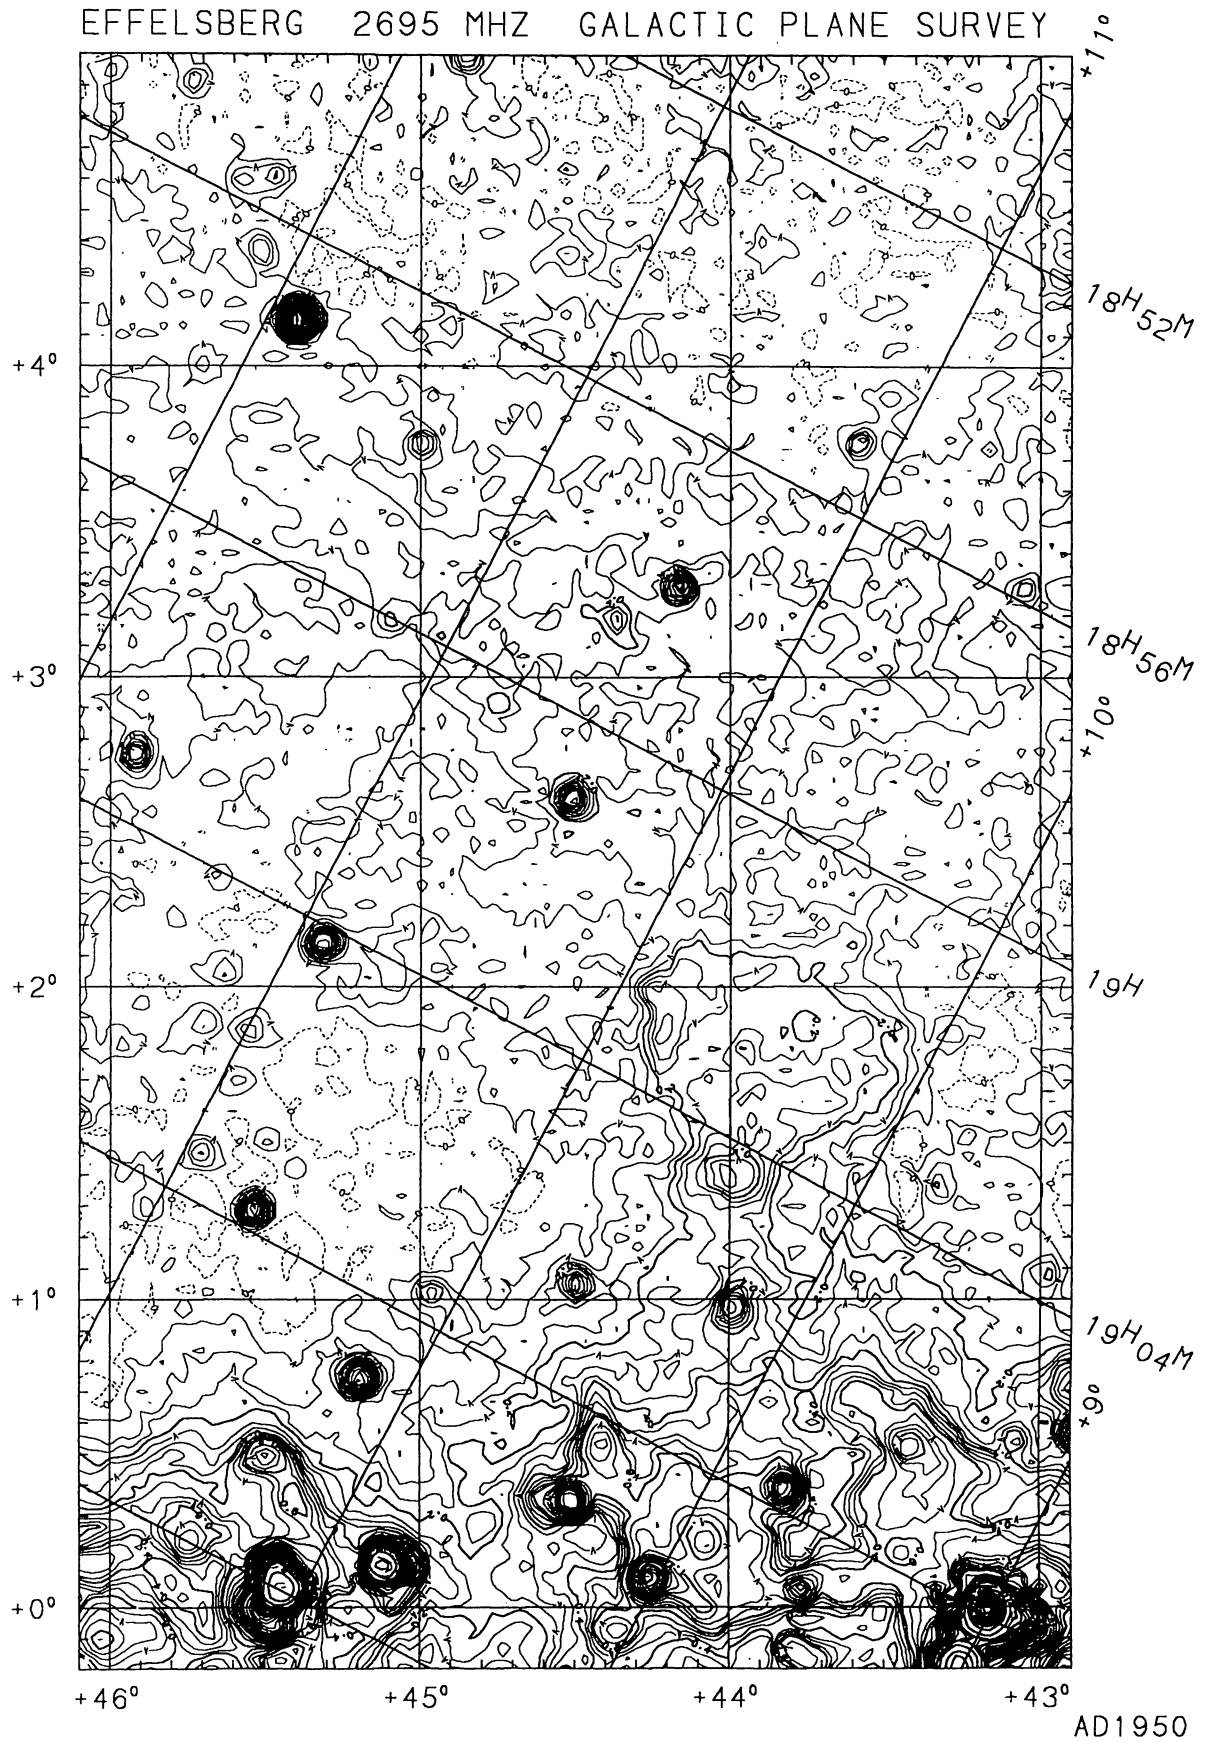 EFFELSBERG 2695 MHZ GALACTIC PLANE SURVEY
+11°
18H52M
+4°
18H56M
+3°
+10°
19H
+2°
19H04M
+1°
+9°
+0°
+46° +45° +44° +43°
AD1950